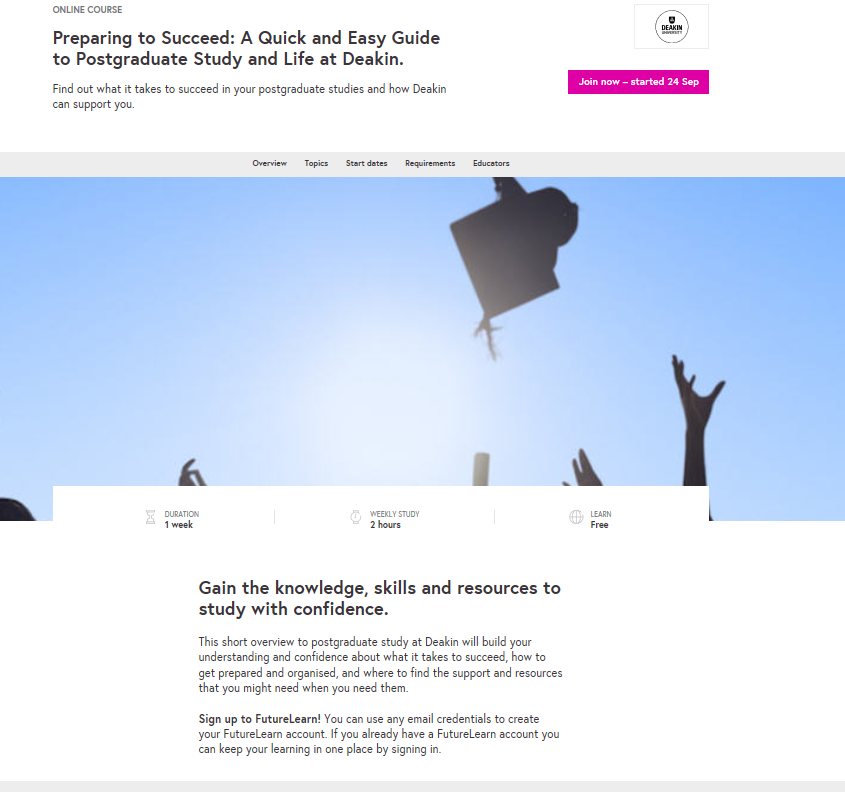 ONLINE COURSE
Preparing to Succeed: A Quick and Easy Guide
to Postgraduate Study and Life at Deakin.
Find out what it takes to succeed in your postgraduate studies and how Deakin
can support you.
DEAKIN
UNIVERSITY
Join now – started 24 Sep
Overview Topics Start dates Requirements Educators
DURATION
1 week
WEEKLY STUDY
2 hours
LEARN
Free
Gain the knowledge, skills and resources to
study with confidence.
This short overview to postgraduate study at Deakin will build your
understanding and confidence about what it takes to succeed, how to
get prepared and organised, and where to find the support and resources
that you might need when you need them.
Sign up to FutureLearn! You can use any email credentials to create
your FutureLearn account. If you already have a FutureLearn account you
can keep your learning in one place by signing in.